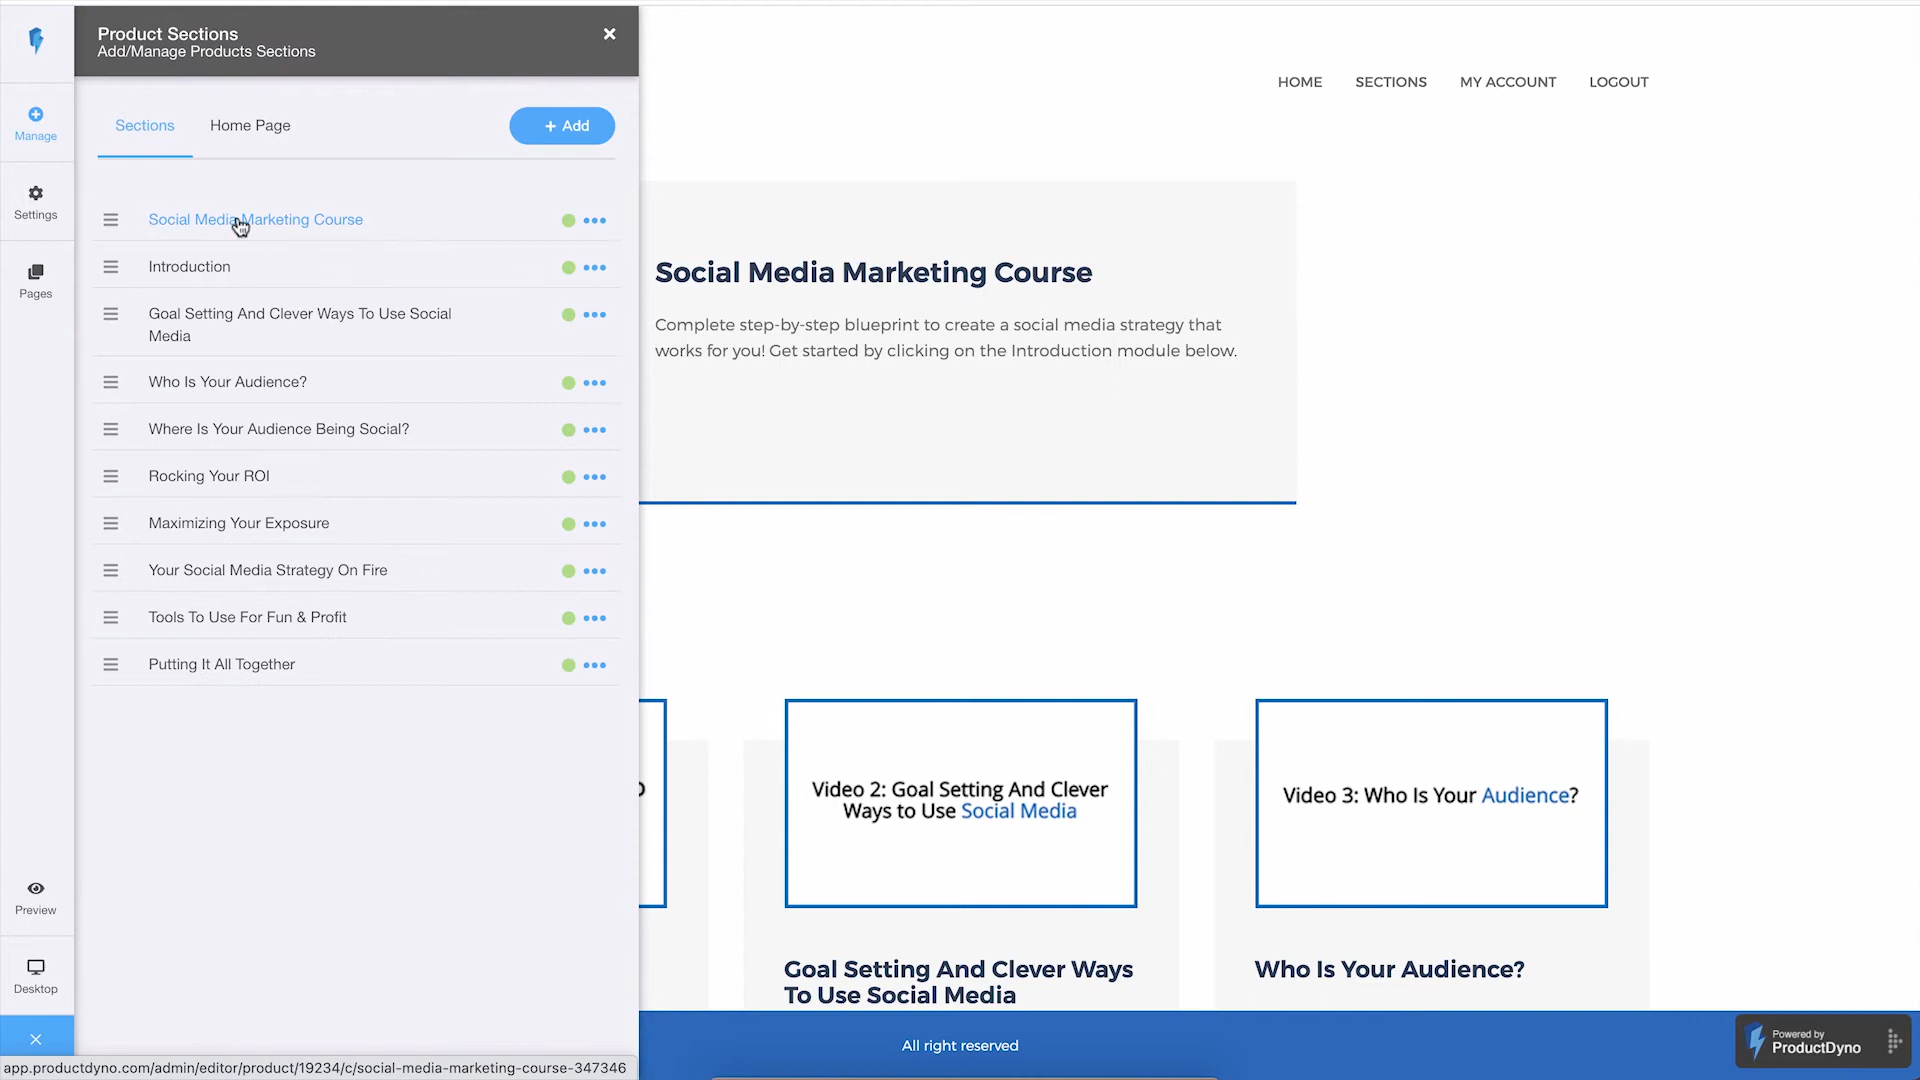 Product Sections
Add/Manage Products Sections
Manage
Settings
Pages
Preview
Desktop
Sections
Home Page
+ Add
Social Media Marketing Course
Introduction
Goal Setting And Clever Ways To Use Social
Media
Who Is Your Audience?
Where Is Your Audience Being Social?
Rocking Your ROI
Maximizing Your Exposure
Your Social Media Strategy On Fire
Tools To Use For Fun & Profit
Putting It All Together
HOME
SECTIONS
MY ACCOUNT
LOGOUT
Social Media Marketing Course
Complete step-by-step blueprint to create a social media strategy that
works for you! Get started by clicking on the Introduction module below.
Video 2: Goal Setting And Clever
Ways to Use Social Media
Video 3: Who Is Your Audience?
Goal Setting And Clever Ways
To Use Social Media
Who Is Your Audience?
All right reserved
Powered by
ProductDyno
app.productdyno.com/admin/editor/product/19234/c/social-media-marketing-course-347346